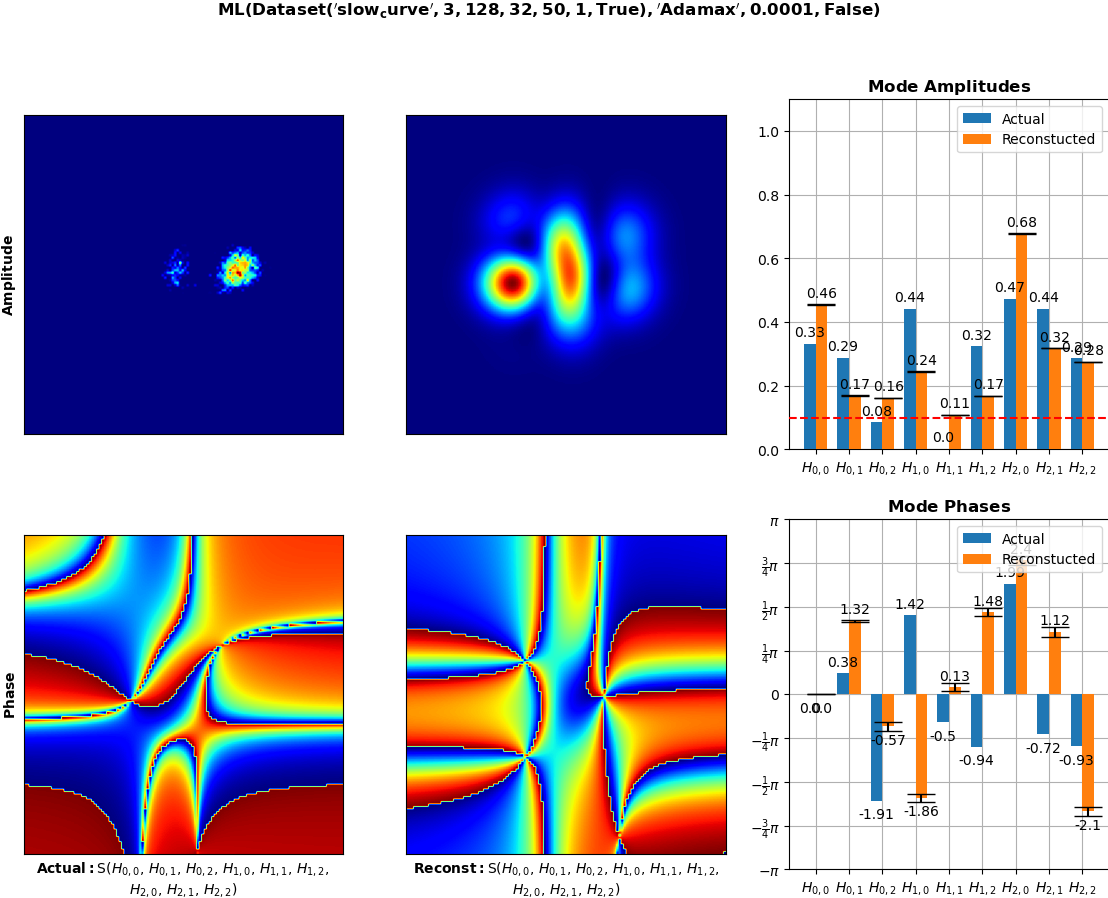 ML(Dataset('slow_curve', 3, 128, 32, 50, 1, True), 'Adamax', 0.0001, False)
Mode Amplitudes
Amplitude
Actual
Reconstucted
1.0
0.8
0.6
0.4
0.2
0.0
0.33
0.46
0.29
0.17
0.08
0.16
0.44
0.24
0.0
0.11
0.32
0.17
0.47
0.68
0.44
0.32
0.29
0.28
H0,0 H0,1 H0,2 H1,0 H1,1 H1,2 H2,0 H2,1 H2,2
Mode Phases
Phase
Actual
Reconstucted
π
3/4π
1/2π
1/4π
0
−1/4π
−1/2π
−3/4π
−π
0.0
0.0
0.38
1.32
-1.91
-0.57
1.42
-1.86
-0.5
0.13
-0.94
1.48
2.4
-0.72
1.12
-0.93
-2.1
H0,0 H0,1 H0,2 H1,0 H1,1 H1,2 H2,0 H2,1 H2,2
Actual: S(H0,0, H0,1, H0,2, H1,0, H1,1, H1,2,
H2,0, H2,1, H2,2)
Reconst: S(H0,0, H0,1, H0,2, H1,0, H1,1, H1,2,
H2,0, H2,1, H2,2)